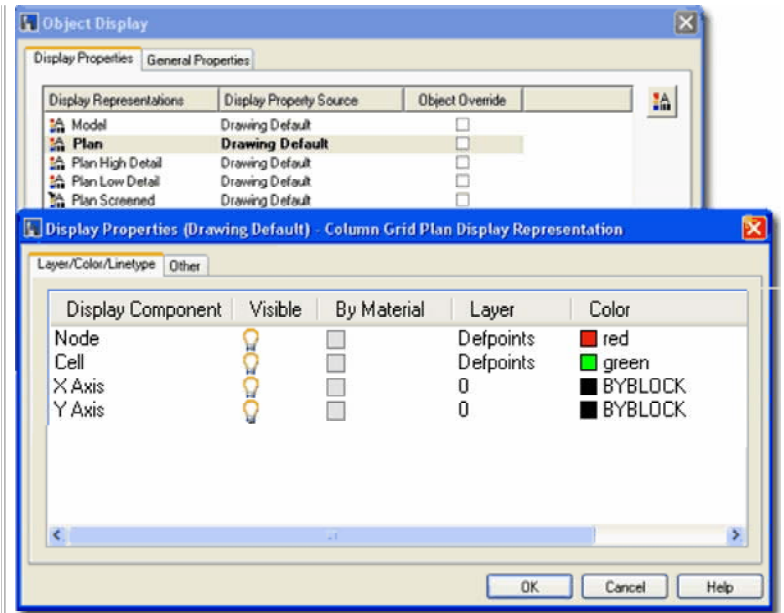 Object Display
Display Properties General Properties
Display Representations Display Property Source Object Override
Model Drawing Default
Plan Drawing Default
Plan High Detail Drawing Default
Plan Low Detail Drawing Default
Plan Screened Drawing Default
Display Properties (Drawing Default) - Column Grid Plan Display Representation
Layer/Color/Linetype Other
Display Component Visible By Material Layer Color
Node Defpoints red
Cell Defpoints green
X Axis 0 BYBLOCK
Y Axis 0 BYBLOCK
OK Cancel Help